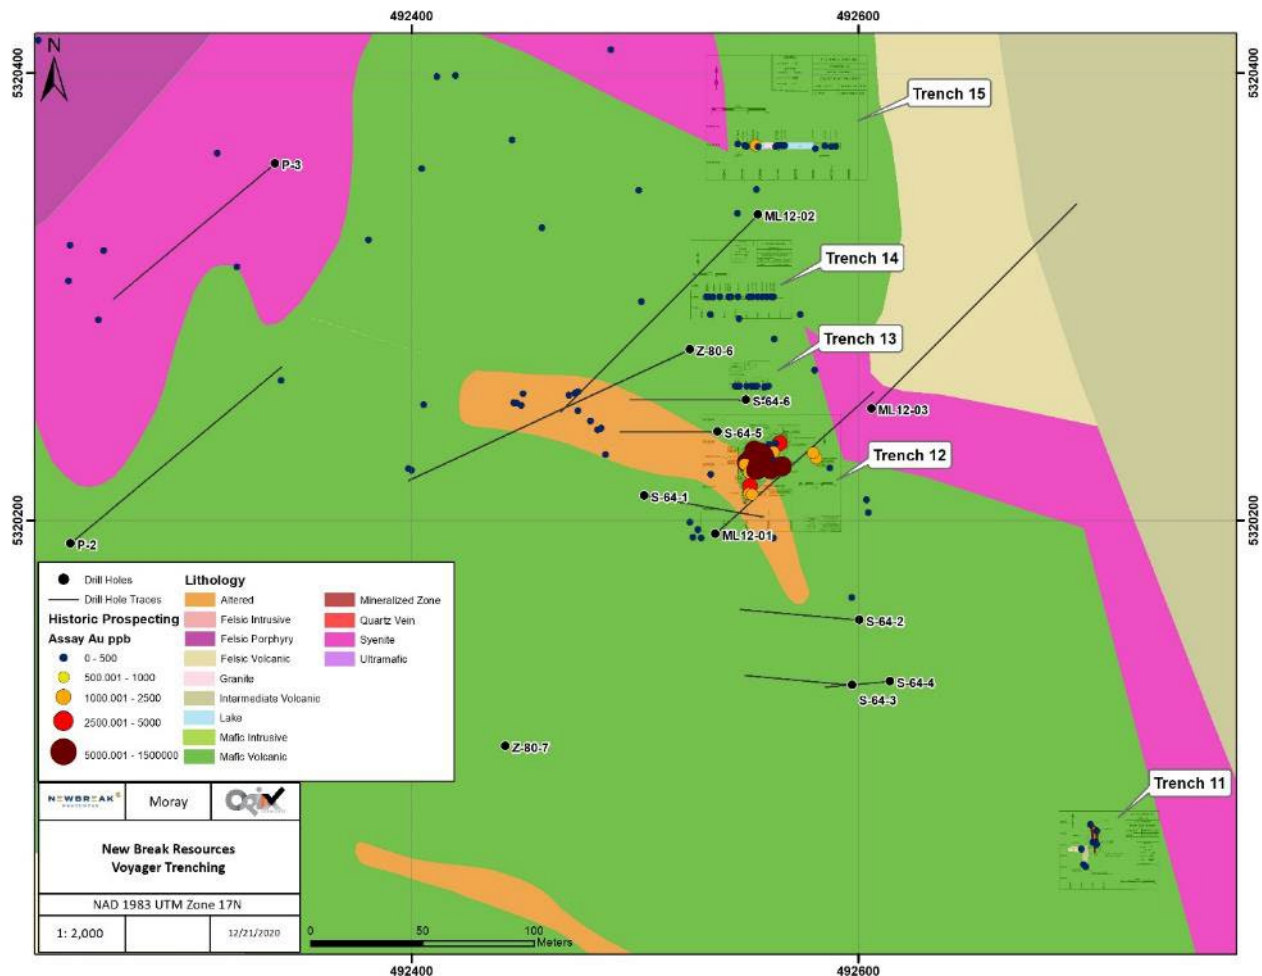 492400
492600
N
5320400
5320400
Trench 15
P-3
ML12-02
Trench 14
Z-80-6
Trench 13
S-64-6
ML12-03
S-64-5
Trench 12
S-64-1
5320200
5320200
ML12-01
P-2
S-64-2
S-64-4
S-64-3
Z-80-7
Trench 11
Drill Holes
Drill Hole Traces
Historic Prospecting
Assay Au ppb
0 - 500
500.001 - 1000
1000.001 - 2500
2500.001 - 5000
5000.001 - 1500000
Lithology
Altered
Felsic Intrusive
Felsic Porphyry
Felsic Volcanic
Granite
Intermediate Volcanic
Lake
Mafic Intrusive
Mafic Volcanic
Mineralized Zone
Quartz Vein
Syenite
Ultramafic
NEWBREAK
Moray
New Break Resources
Voyager Trenching
NAD 1983 UTM Zone 17N
1: 2,000
12/21/2020
0 50 100
Meters
492400
492600